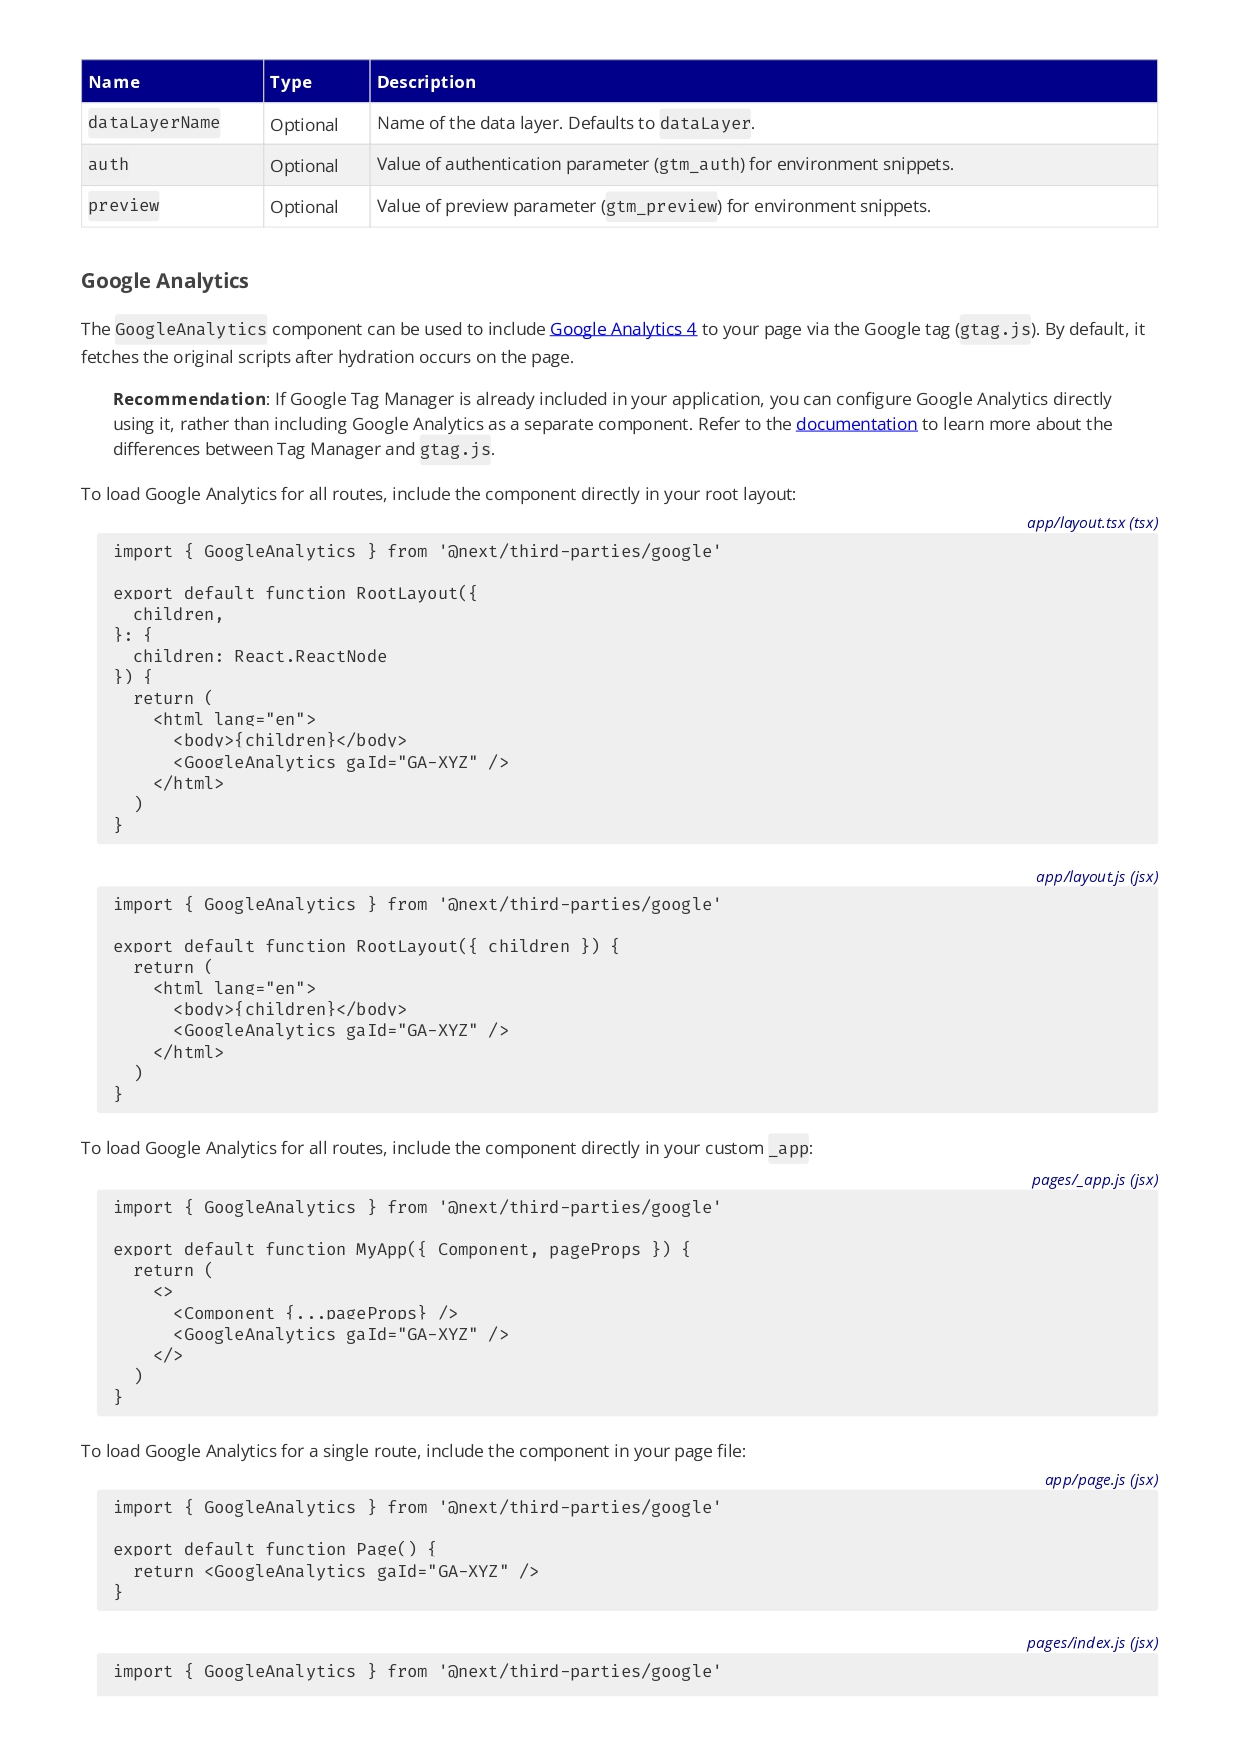 Name Type Description
dataLayerName Optional Name of the data layer. Defaults to dataLayer.
auth Optional Value of authentication parameter (gtm_auth) for environment snippets.
preview Optional Value of preview parameter (gtm_preview) for environment snippets.
Google Analytics
The GoogleAnalytics component can be used to include Google Analytics 4 to your page via the Google tag (gtag.js). By default, it
fetches the original scripts after hydration occurs on the page.
Recommendation: If Google Tag Manager is already included in your application, you can configure Google Analytics directly
using it, rather than including Google Analytics as a separate component. Refer to the documentation to learn more about the
differences between Tag Manager and gtag.js.
To load Google Analytics for all routes, include the component directly in your root layout:
app/layout.tsx (tsx)
import { GoogleAnalytics } from '@next/third-parties/google'

export default function RootLayout({
  children,
}: {
  children: React.ReactNode
}) {
  return (
    <html lang="en">
      <body>{children}</body>
      <GoogleAnalytics gaId="GA-XYZ" />
    </html>
  )
}
app/layout.js (jsx)
import { GoogleAnalytics } from '@next/third-parties/google'

export default function RootLayout({ children }) {
  return (
    <html lang="en">
      <body>{children}</body>
      <GoogleAnalytics gaId="GA-XYZ" />
    </html>
  )
}
To load Google Analytics for all routes, include the component directly in your custom _app:
pages/_app.js (jsx)
import { GoogleAnalytics } from '@next/third-parties/google'

export default function MyApp({ Component, pageProps }) {
  return (
    <>
      <Component {...pageProps} />
      <GoogleAnalytics gaId="GA-XYZ" />
    </>
  )
}
To load Google Analytics for a single route, include the component in your page file:
app/page.js (jsx)
import { GoogleAnalytics } from '@next/third-parties/google'

export default function Page() {
  return <GoogleAnalytics gaId="GA-XYZ" />
}
pages/index.js (jsx)
import { GoogleAnalytics } from '@next/third-parties/google'